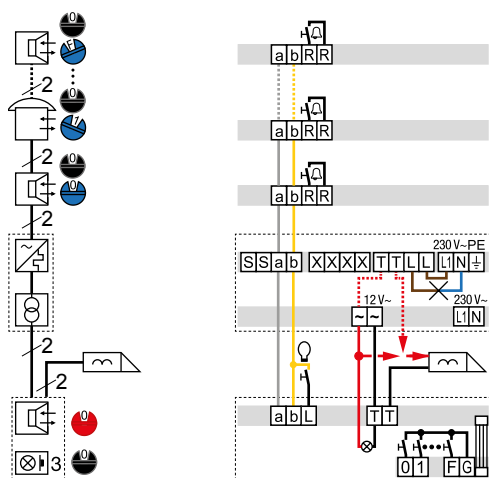 0
F
2
0
1
2
0
0
2
2
2
0
3
0
a b R R
a b R R
a b R R
230 V~ PE
S S a b X X X X T T L L L1 N
12 V~
230 V~
~ ~
L1 N
a b L
T T
0 1 F G